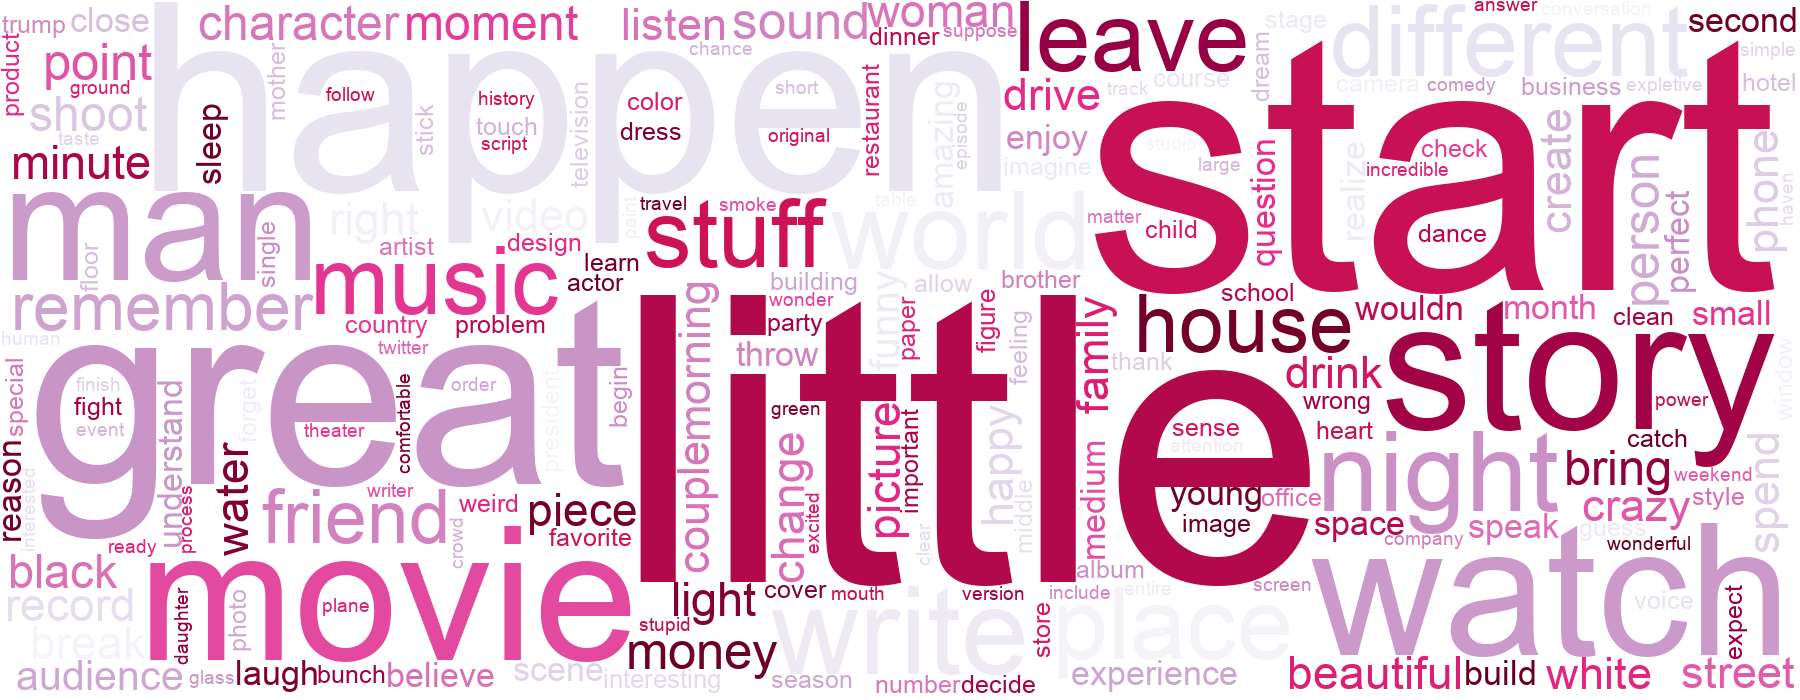 trump
close
character
moment
listen
sound
woman
dinner
suppose
leave
stage
different
answer
conversation
second
product
point
ground
mother
happen
chance
start
dream
simple
shoot
taste
sleep
follow
stick
history
touch
script
television
color
dress
short
original
restaurant
amazing
episode
drive
track
course
enjoy
imagine
studio
large
question
camera
comedy
business
expletive
hotel
realize
check
incredible
create
person
phone
perfect
haven
minute
man
right
video
paint
travel
smoke
stuff
world
table
matter
child
dance
floor
single
artist
design
learn
actor
music
building
wonder
party
funny
allow
brother
school
wouldn
month
clean
small
remember
country
problem
twitter
human
special
great
little
couple
morning
throw
paper
figure
feeling
family
house
thank
drink
story
window
power
wrong
heart
finish
fight
event
understand
forget
theater
comfortable
order
president
begin
green
change
picture
important
happy
middle
medium
sense
attention
night
catch
bring
weekend
spend
reason
interested
water
process
friend
writer
weird
crowd
piece
favorite
excited
clear
young
office
image
space
speak
company
crazy
style
guess
wonderful
ready
black
record
break
daughter
photo
movie
plane
light
stupid
cover
mouth
write
version
album
include
entire
place
store
screen
watch
voice
expect
audience
glass
laugh
bunch
believe
scene
interesting
money
season
number
decide
experience
beautiful
build
white
street